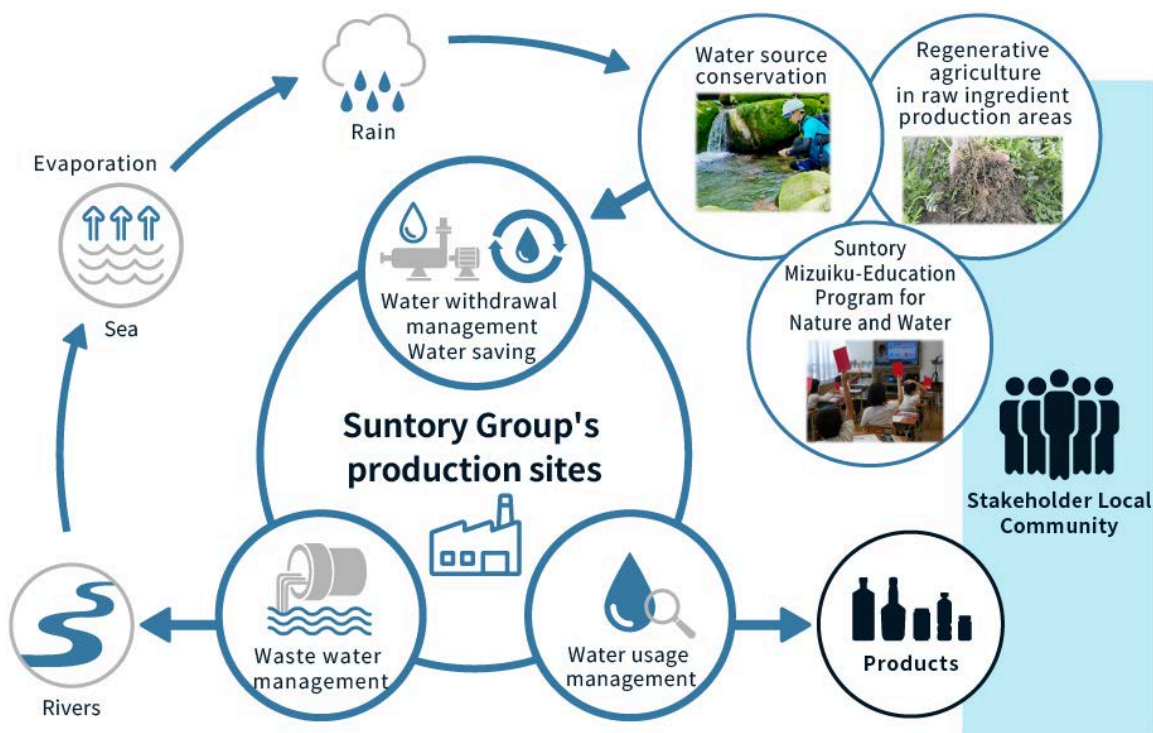 Water source
conservation
Regenerative
agriculture
in raw ingredient
production areas
Rain
Evaporation
Sea
Suntory
Mizuiku-Education
Program for
Nature and Water
Water withdrawal
management
Water saving
Suntory Group's
production sites
Stakeholder Local
Community
Waste water
management
Water usage
management
Products
Rivers